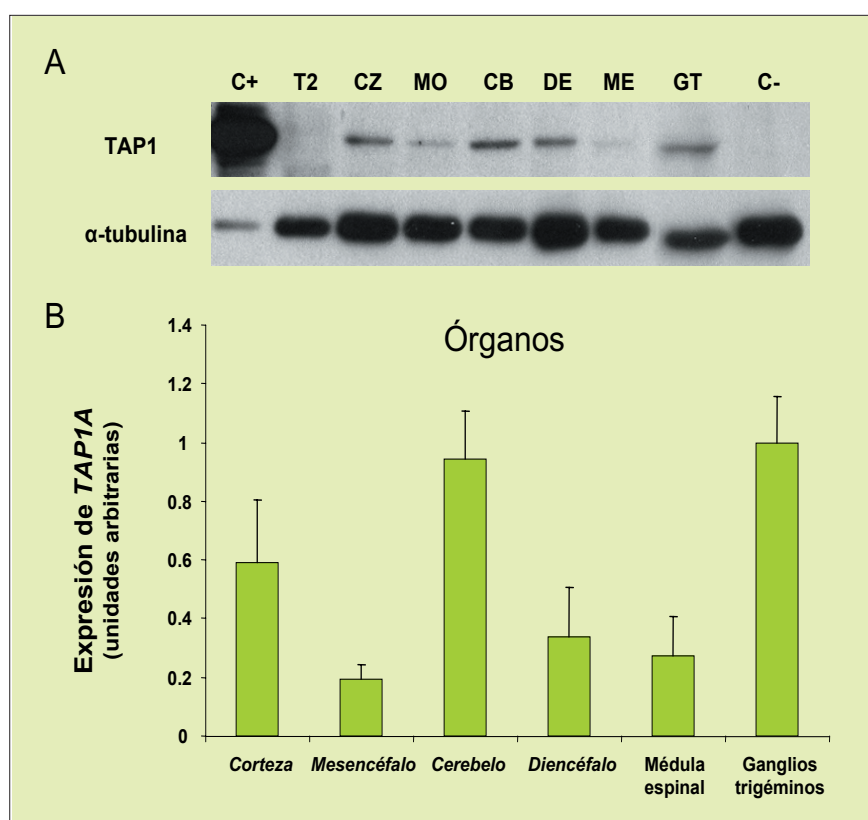 A
C+ T2 CZ MO CB DE ME GT C-
TAP1
α-tubulina
B
Órganos
Expresión de TAP1A
(unidades arbitrarias)
1.4
1.2
1
0.8
0.6
0.4
0.2
0
Corteza Mesencéfalo Cerebelo Diencéfalo Médula Ganglios
espinal trigéminos